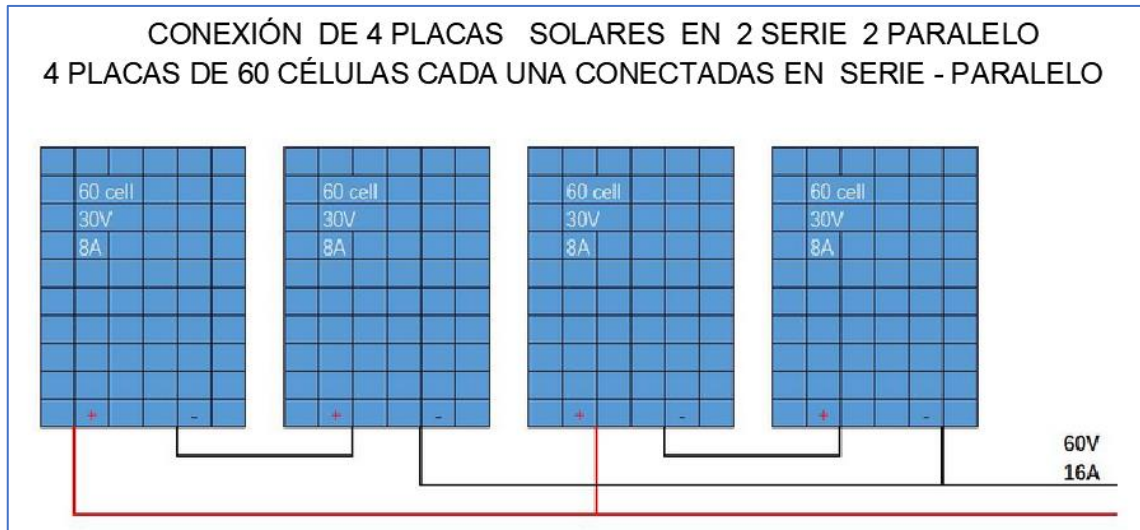 CONEXIÓN DE 4 PLACAS SOLARES EN 2 SERIE 2 PARALELO
4 PLACAS DE 60 CÉLULAS CADA UNA CONECTADAS EN SERIE - PARALELO
60 cell
30V
8A
+ -
60 cell
30V
8A
+ -
60 cell
30V
8A
+ -
60 cell
30V
8A
+ -
60V
16A